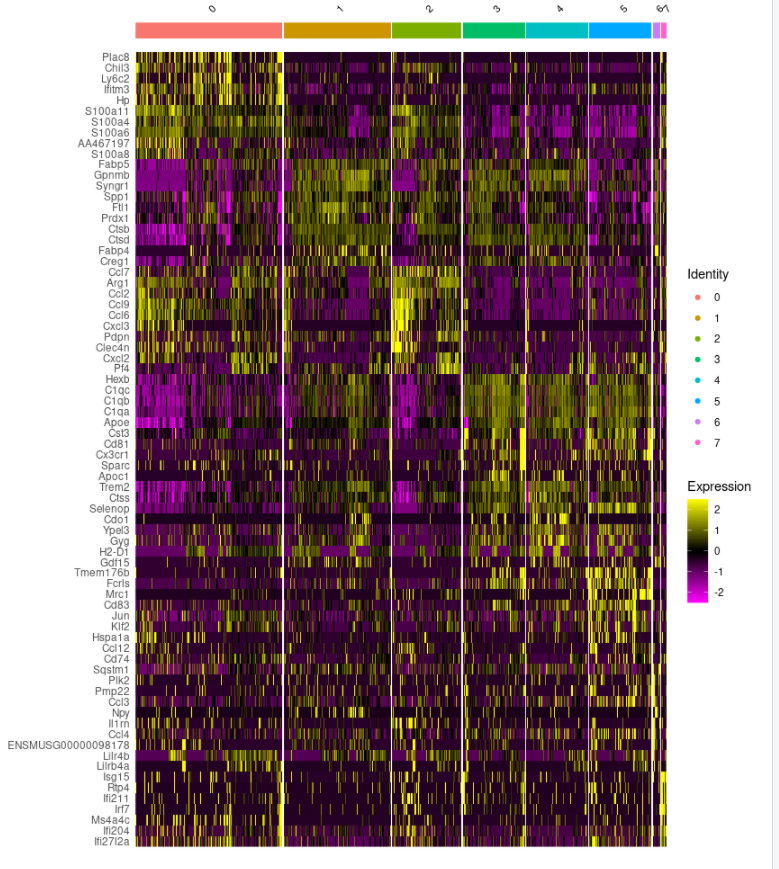 0 1 2 3 4 5 6 7
Plac8
Chil3
Ly6c2
Ifitm3
Hp
S100a11
S100a4
S100a6
AA467197
S100a8
Fabp5
Gpnmb
Syngr1
Spp1
Ftl1
Prdx1
Ctsb
Ctsd
Fabp4
Creg1
Ccl7
Arg1
Ccl2
Ccl9
Ccl6
Cxcl3
Pdpn
Clec4n
Cxcl2
Pf4
Hexb
C1qc
C1qb
C1qa
Apoe
Cst3
Cd81
Cx3cr1
Sparc
Apoc1
Trem2
Ctss
Selenop
Cdo1
Ypel3
Gyg
H2-D1
Gdf15
Tmem176b
Fcrls
Mrc1
Cd83
Jun
Klf2
Hspa1a
Ccl12
Cd74
Sqstm1
Plk2
Pmp22
Ccl3
Npy
Il1rn
Ccl4
ENSMUSG00000098178
Lilr4b
Lilrb4a
Isg15
Rtp4
Ifi211
Irf7
Ms4a4c
Ifi204
Ifi27l2a
Identity
0
1
2
3
4
5
6
7
Expression
2
1
0
-1
-2